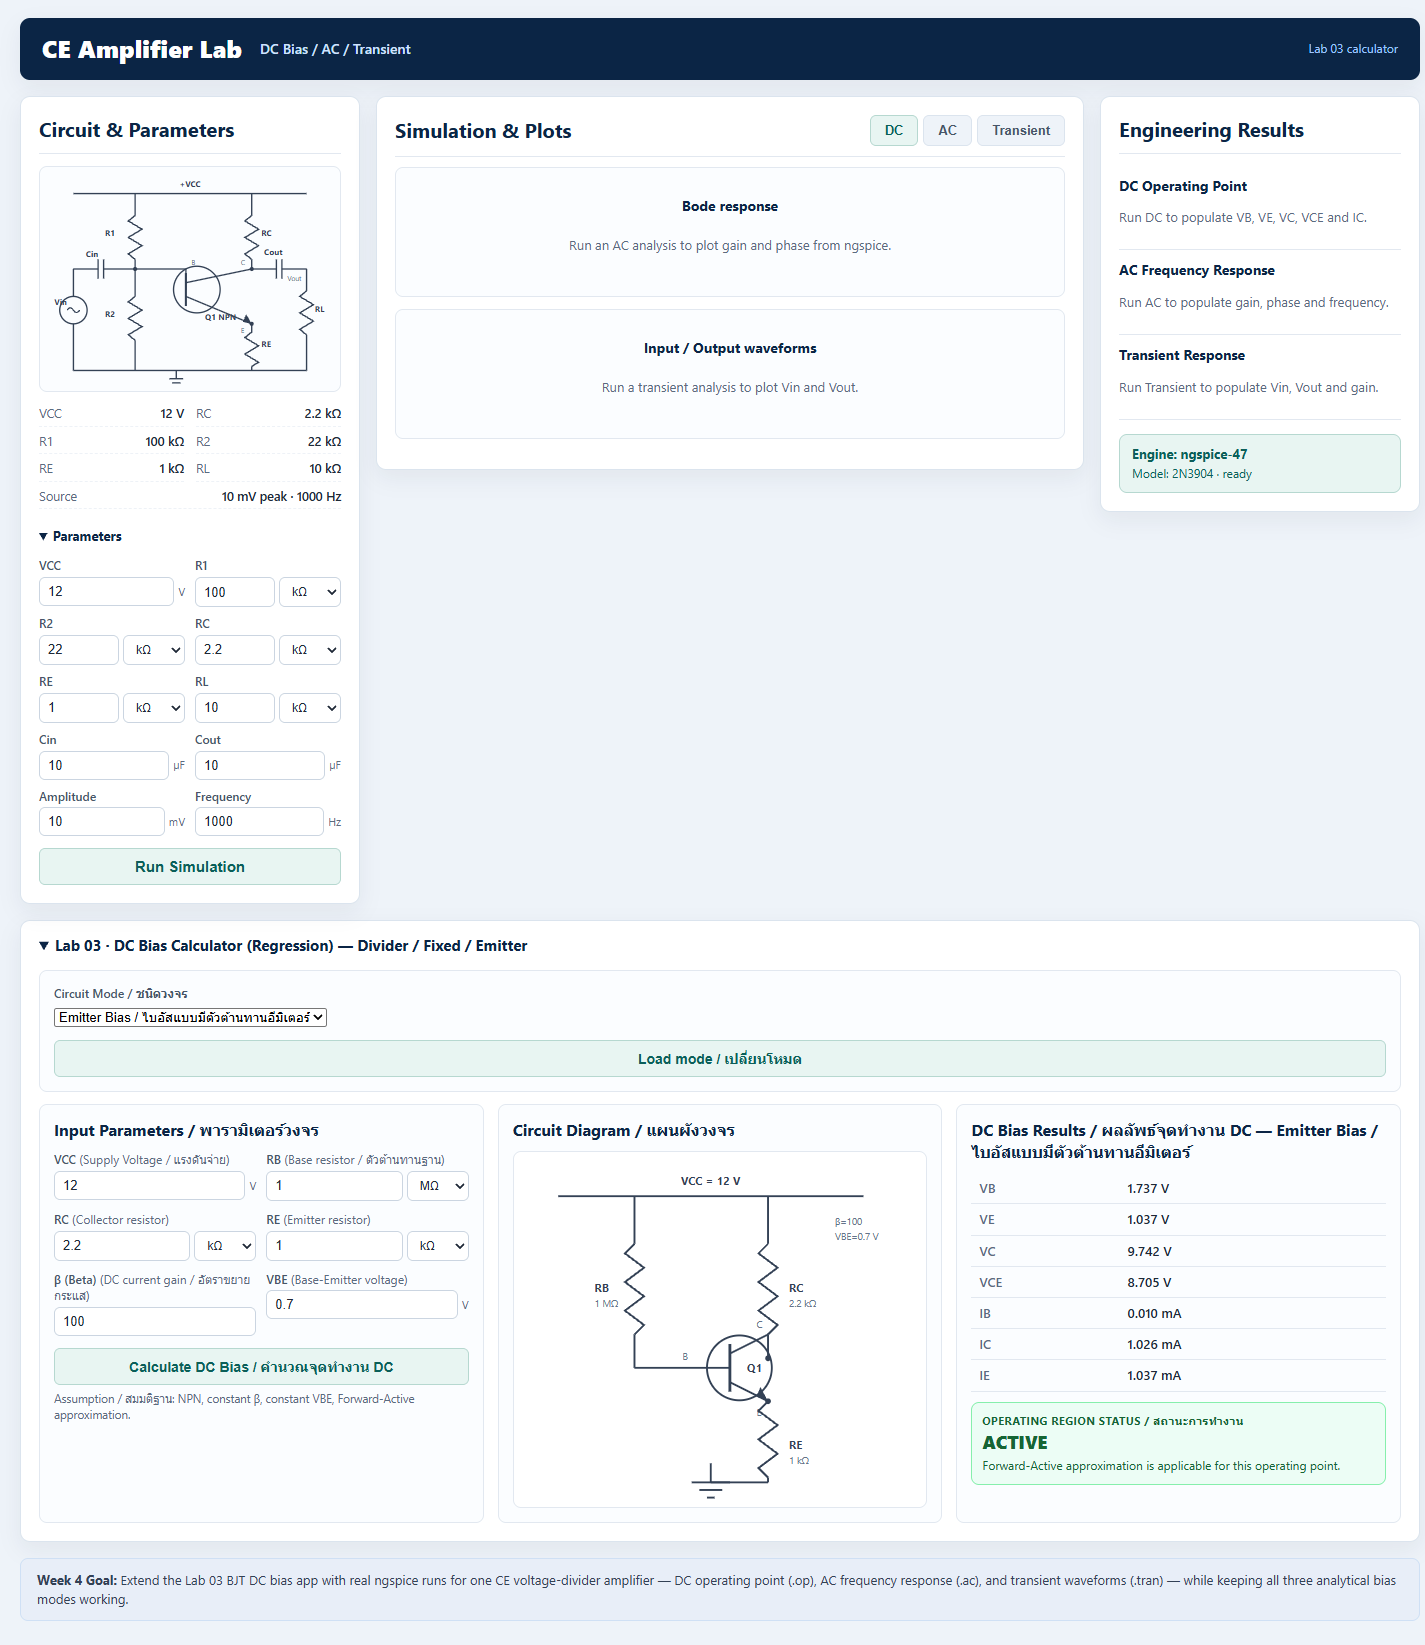 CE Amplifier Lab DC Bias / AC / Transient Lab 03 calculator
Circuit & Parameters
+VCC
R1
RC
Cin
Cout
B
C
Vout
Vin
R2
Q1 NPN
RL
E
RE
VCC 12 V RC 2.2 kΩ
R1 100 kΩ R2 22 kΩ
RE 1 kΩ RL 10 kΩ
Source 10 mV peak · 1000 Hz
▼ Parameters
VCC R1
12 V 100 kΩ
R2 RC
22 kΩ 2.2 kΩ
RE RL
1 kΩ 10 kΩ
Cin Cout
10 µF 10 µF
Amplitude Frequency
10 mV 1000 Hz
Run Simulation
Simulation & Plots DC AC Transient
Bode response
Run an AC analysis to plot gain and phase from ngspice.
Input / Output waveforms
Run a transient analysis to plot Vin and Vout.
Engineering Results
DC Operating Point
Run DC to populate VB, VE, VC, VCE and IC.
AC Frequency Response
Run AC to populate gain, phase and frequency.
Transient Response
Run Transient to populate Vin, Vout and gain.
Engine: ngspice-47
Model: 2N3904 · ready
▼ Lab 03 · DC Bias Calculator (Regression) — Divider / Fixed / Emitter
Circuit Mode / ชนิดวงจร
Emitter Bias / ไบอัสแบบมีตัวต้านทานอีมิเตอร์
Load mode / เปลี่ยนโหมด
Input Parameters / พารามิเตอร์วงจร
VCC (Supply Voltage / แรงดันจ่าย) RB (Base resistor / ตัวต้านทานฐาน)
12 V 1 MΩ
RC (Collector resistor) RE (Emitter resistor)
2.2 kΩ 1 kΩ
β (Beta) (DC current gain / อัตราขยาย
กระแส)
VBE (Base-Emitter voltage)
100
0.7 V
Calculate DC Bias / คำนวณจุดทำงาน DC
Assumption / สมมติฐาน: NPN, constant β, constant VBE, Forward-Active
approximation.
Circuit Diagram / แผนผังวงจร
VCC = 12 V
β=100
VBE=0.7 V
RB
1 MΩ
RC
2.2 kΩ
C
B
Q1
E
RE
1 kΩ
DC Bias Results / ผลลัพธ์จุดทำงาน DC — Emitter Bias /
ไบอัสแบบมีตัวต้านทานอีมิเตอร์
VB 1.737 V
VE 1.037 V
VC 9.742 V
VCE 8.705 V
IB 0.010 mA
IC 1.026 mA
IE 1.037 mA
OPERATING REGION STATUS / สถานะการทำงาน
ACTIVE
Forward-Active approximation is applicable for this operating point.
Week 4 Goal: Extend the Lab 03 BJT DC bias app with real ngspice runs for one CE voltage-divider amplifier — DC operating point (.op), AC frequency response (.ac), and transient waveforms (.tran) — while keeping all three analytical bias
modes working.